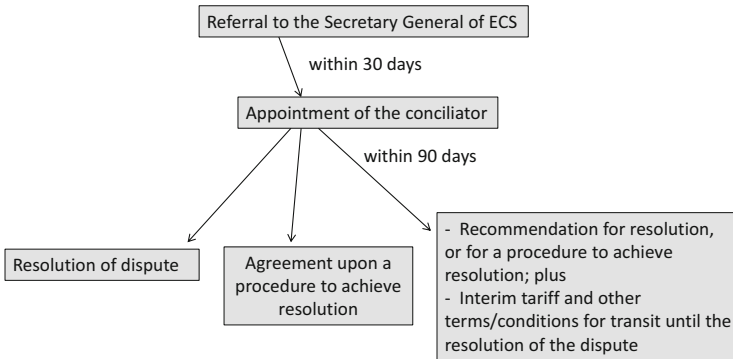 Referral to the Secretary General of ECS
within 30 days
Appointment of the conciliator
within 90 days
Resolution of dispute
Agreement upon a
procedure to achieve
resolution
- Recommendation for resolution,
or for a procedure to achieve
resolution; plus
- Interim tariff and other
terms/conditions for transit until the
resolution of the dispute